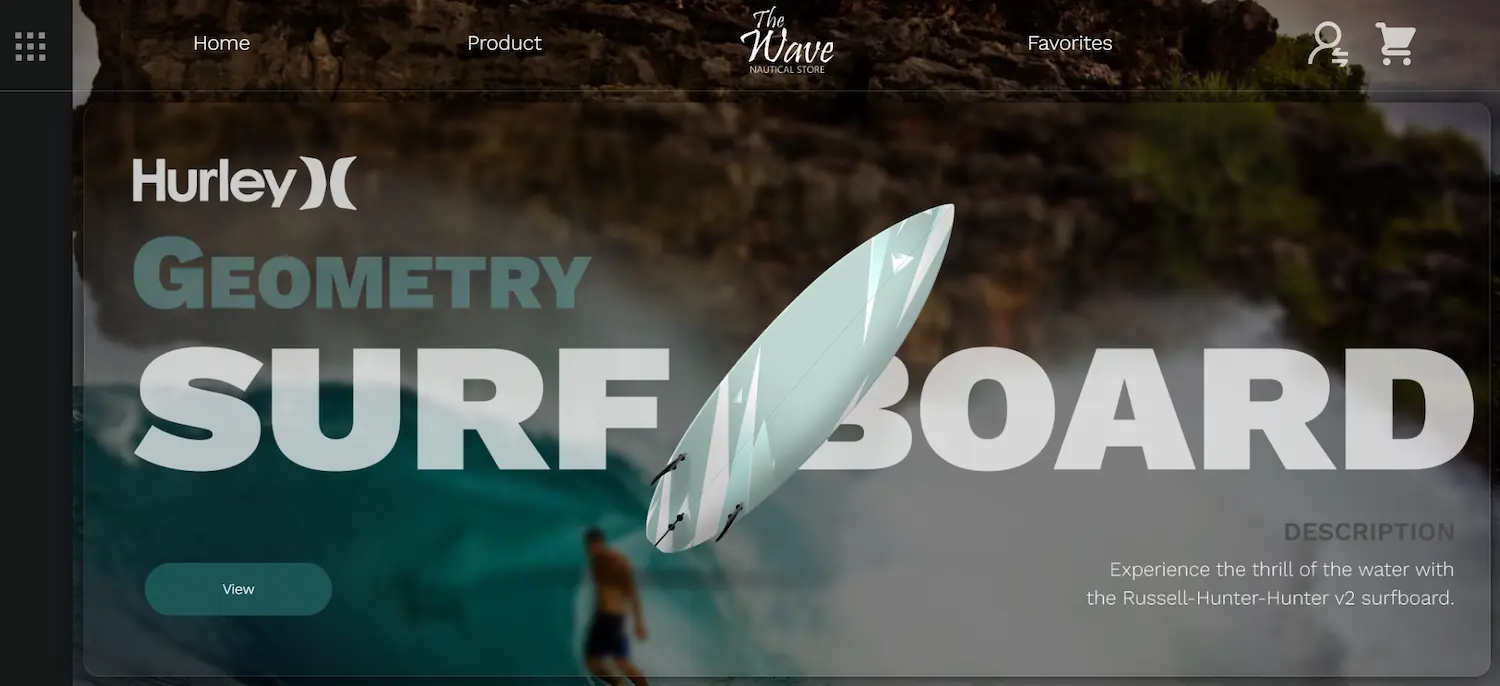 Home
Product
The
Wave
NAUTICAL STORE
Favorites
Hurley
GEOMETRY
SURF BOARD
DESCRIPTION
Experience the thrill of the water with
the Russell-Hunter-Hunter v2 surfboard.
View